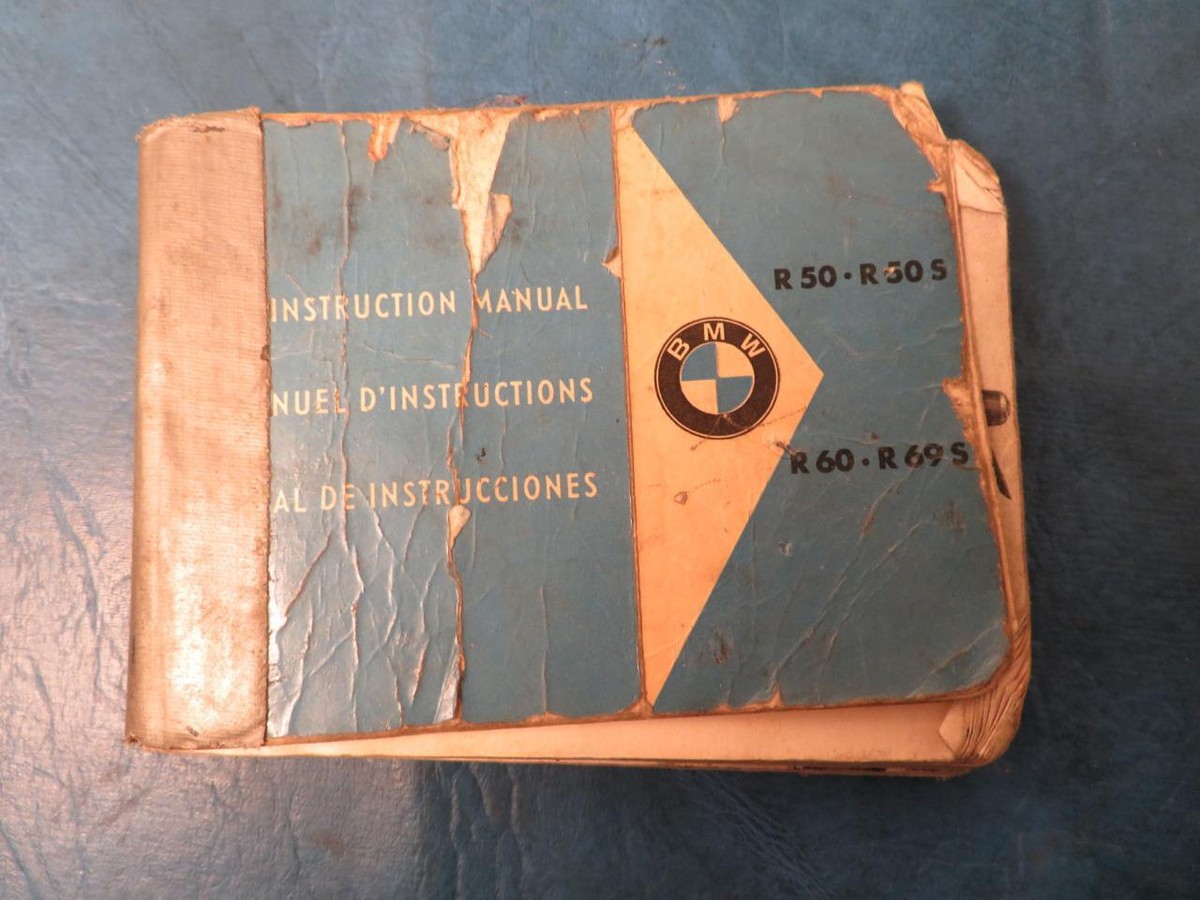 INSTRUCTION MANUAL
NUEL D'INSTRUCTIONS
AL DE INSTRUCCIONES
BMW
R 50 · R 50 S
R 60 · R 69 S